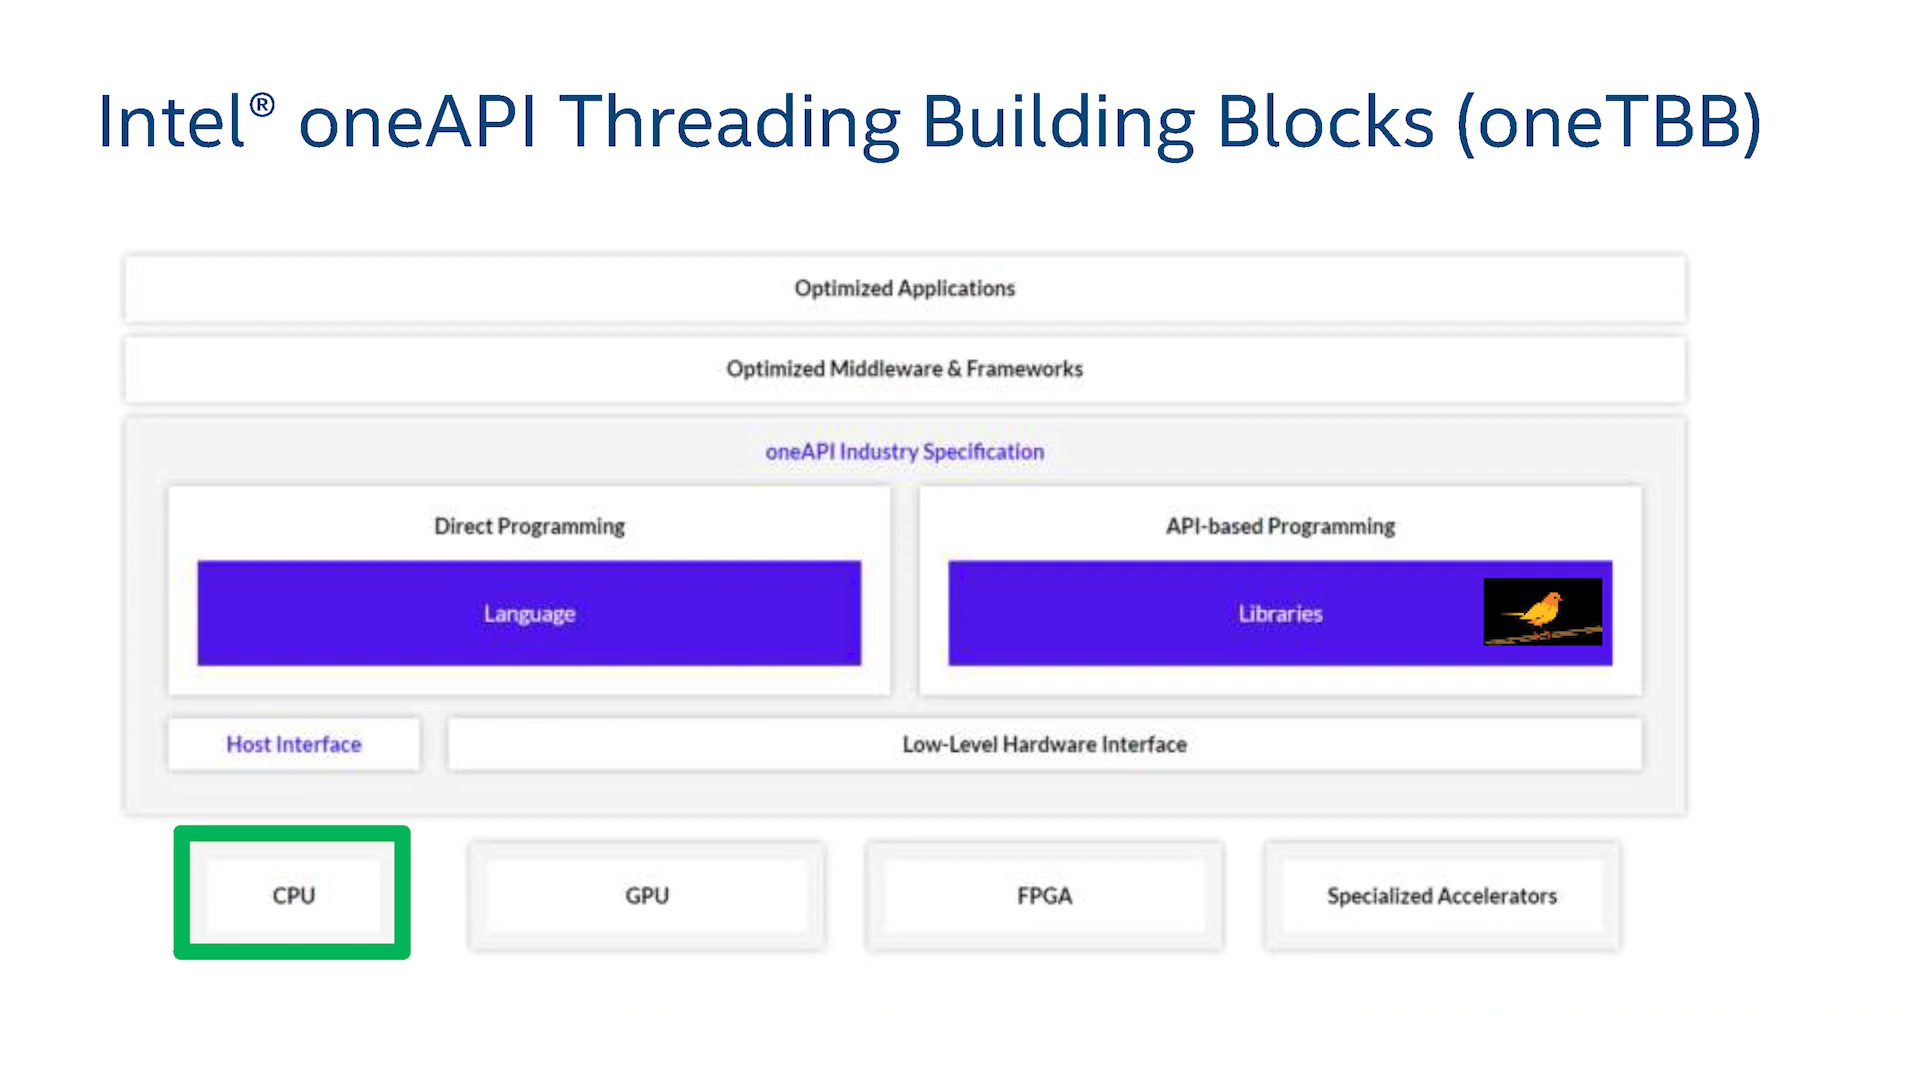 Intel® oneAPI Threading Building Blocks (oneTBB)
Optimized Applications
Optimized Middleware & Frameworks
oneAPI Industry Specification
Direct Programming
Language
API-based Programming
Libraries
Host Interface
Low-Level Hardware Interface
CPU
GPU
FPGA
Specialized Accelerators